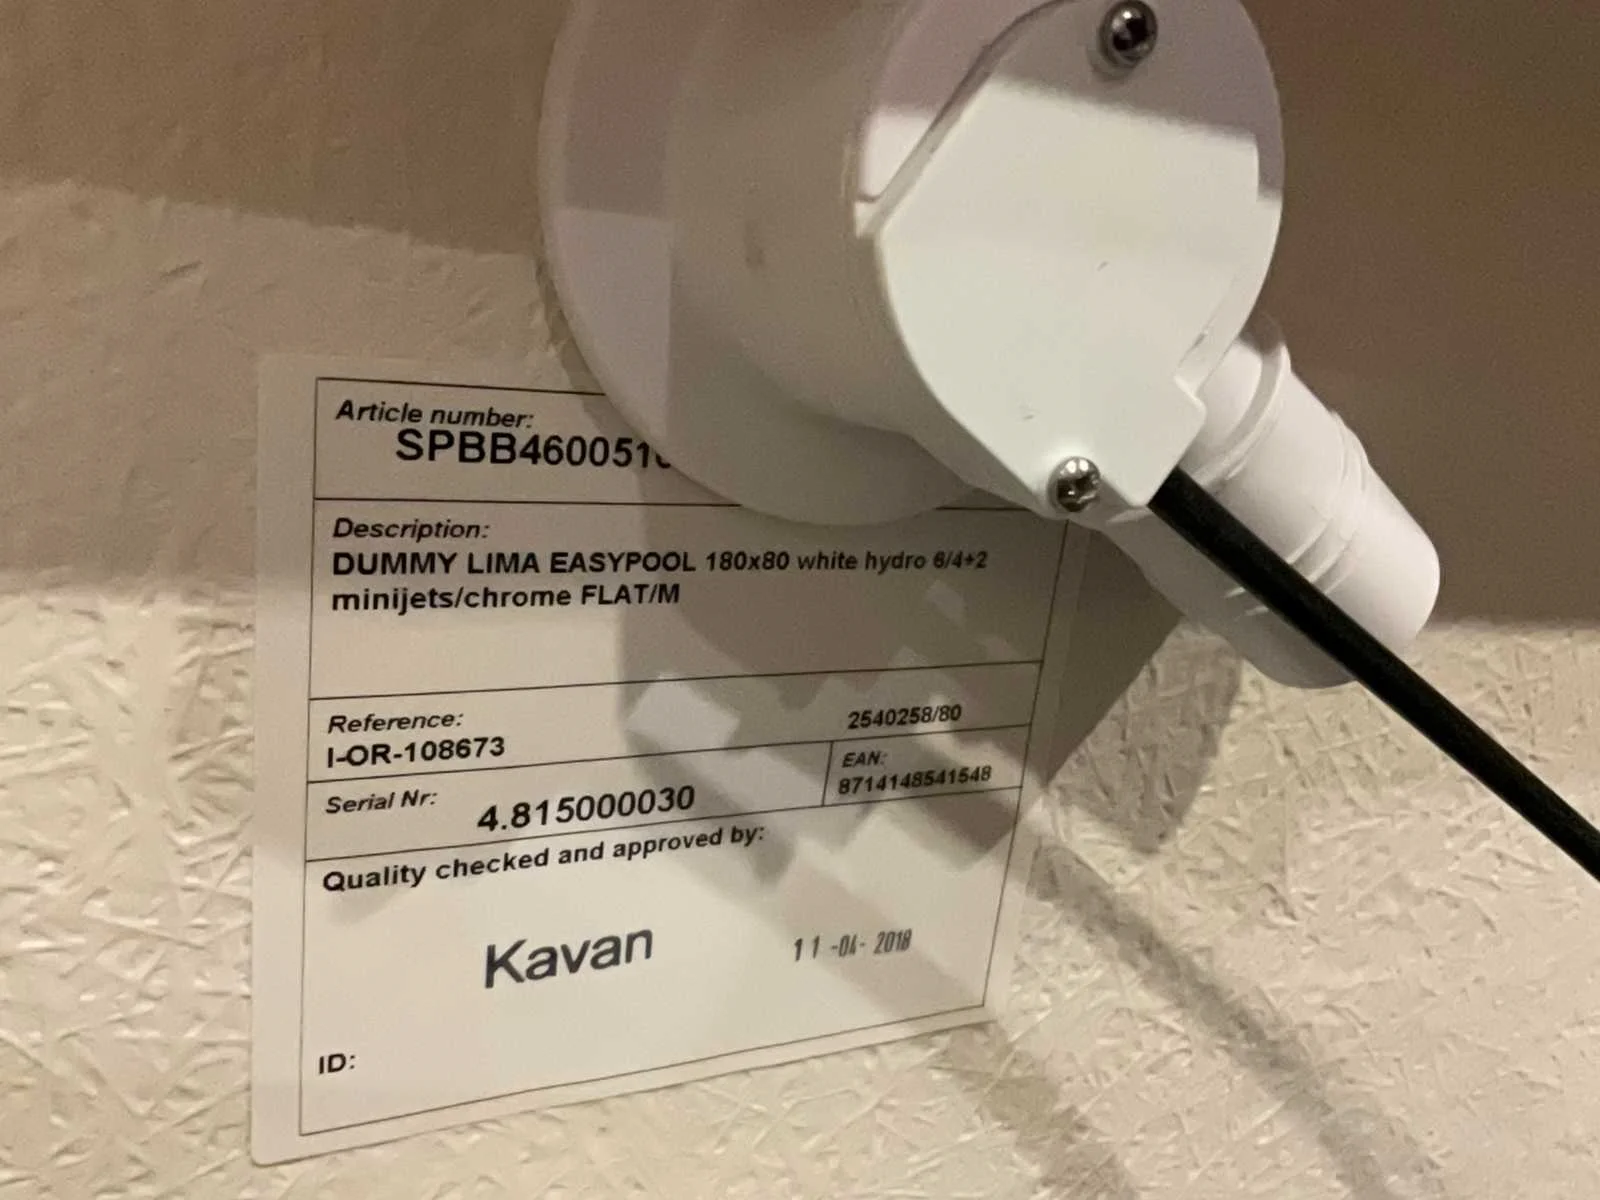 Article number:
SPBB460051
Description:
DUMMY LIMA EASYPOOL 180x80 white hydro 6/4+2
minijets/chrome FLAT/M
Reference: 2540258/80
I-OR-108673
Serial Nr: 4.815000030
EAN:
8714148541548
Quality checked and approved by:
Kavan 11-04-2018
ID: